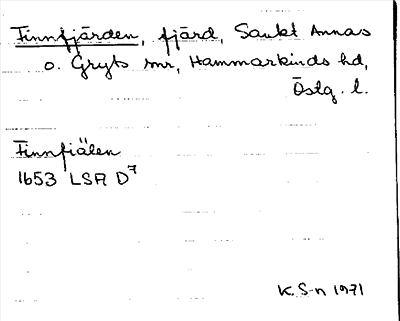 Finnfjärden, fjärd, Sankt Annas
o. Gryts snr, Hammarkinds hd,
Östg. l.
Finnfiälen
1653 LSA D7
K. S-n 1971